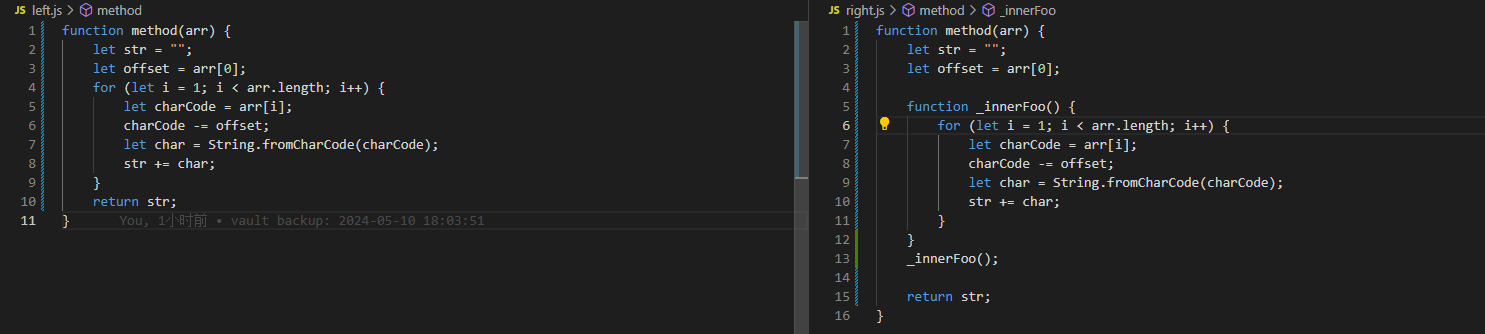 JS left.js > method
1 function method(arr) {
2     let str = "";
3     let offset = arr[0];
4     for (let i = 1; i < arr.length; i++) {
5         let charCode = arr[i];
6         charCode -= offset;
7         let char = String.fromCharCode(charCode);
8         str += char;
9     }
10     return str;
11 } You, 1小时前 • vault backup: 2024-05-10 18:03:51
JS right.js > method > _innerFoo
1 function method(arr) {
2     let str = "";
3     let offset = arr[0];
4
5     function _innerFoo() {
6         for (let i = 1; i < arr.length; i++) {
7             let charCode = arr[i];
8             charCode -= offset;
9             let char = String.fromCharCode(charCode);
10             str += char;
11         }
12     }
13     _innerFoo();
14
15     return str;
16 }